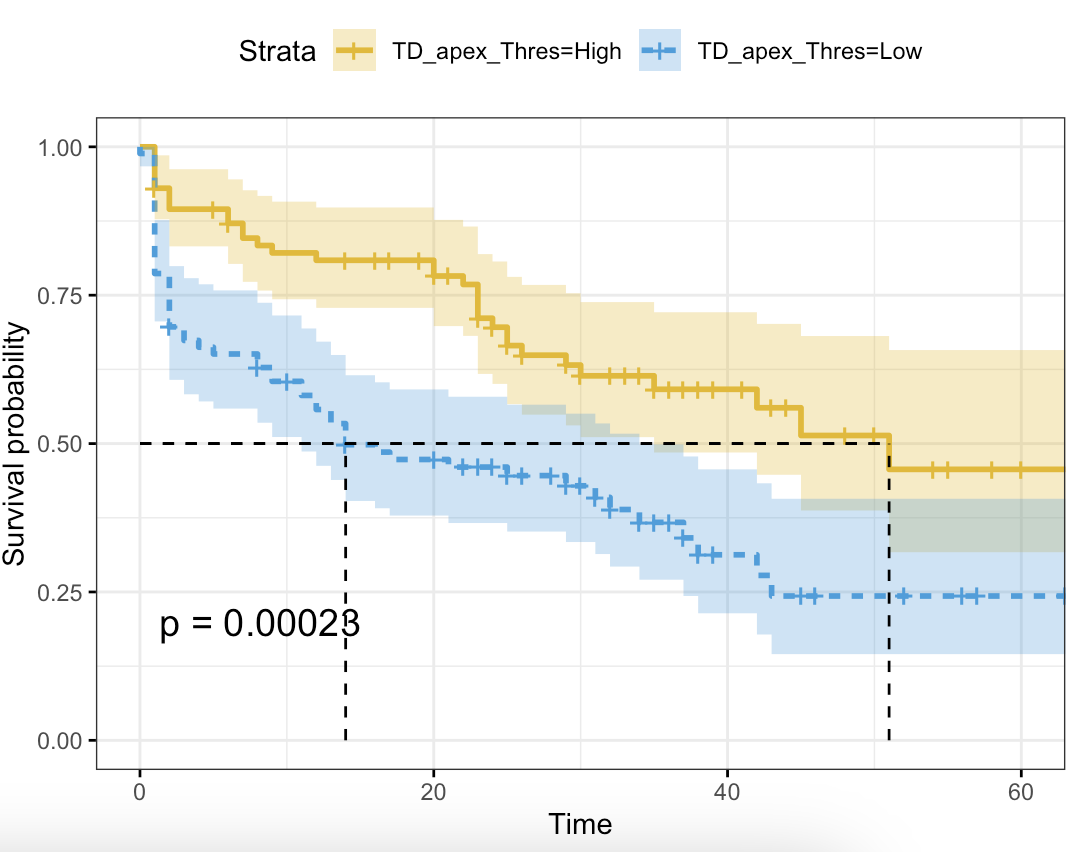 Strata TD_apex_Thres=High TD_apex_Thres=Low
1.00
0.75
0.50
0.25
0.00
Survival probability
p = 0.00023
0 20 40 60
Time